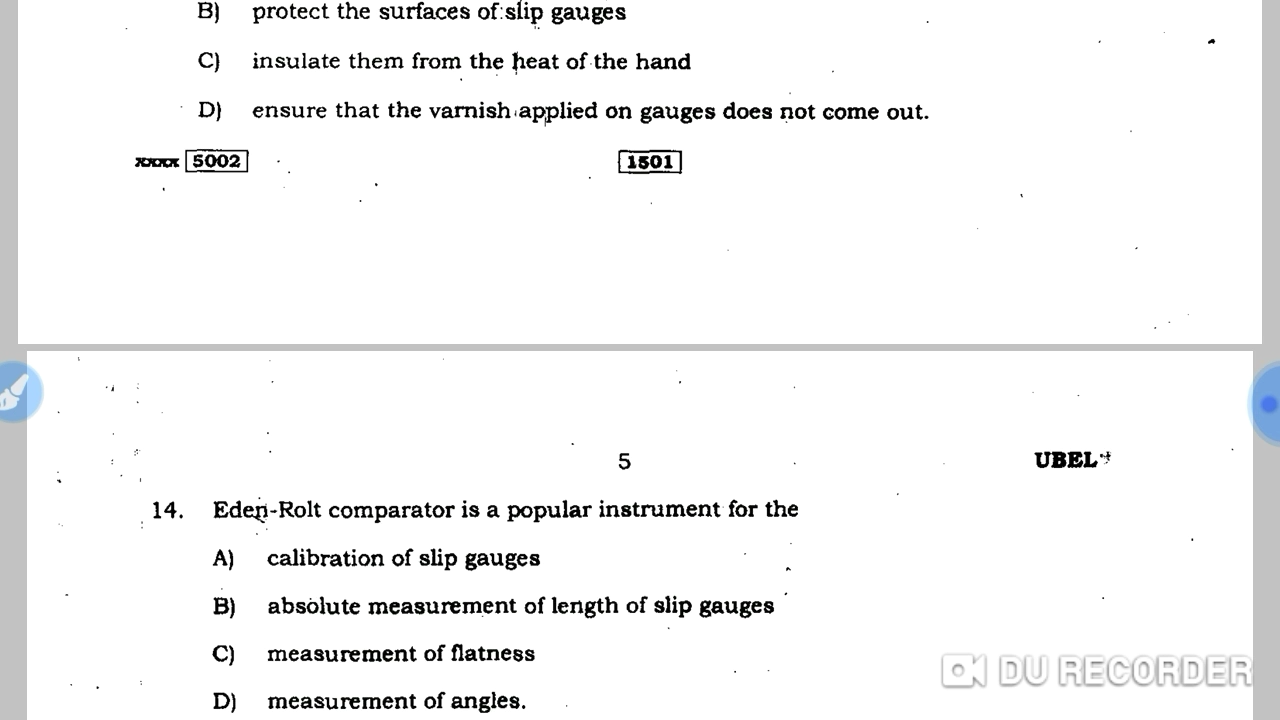 B) protect the surfaces of slip gauges
C) insulate them from the heat of the hand
D) ensure that the varnish applied on gauges does not come out.
xxxx 5002 1501
5 UBEL
14. Eden-Rolt comparator is a popular instrument for the
A) calibration of slip gauges
B) absolute measurement of length of slip gauges
C) measurement of flatness
D) measurement of angles.
DU RECORDER